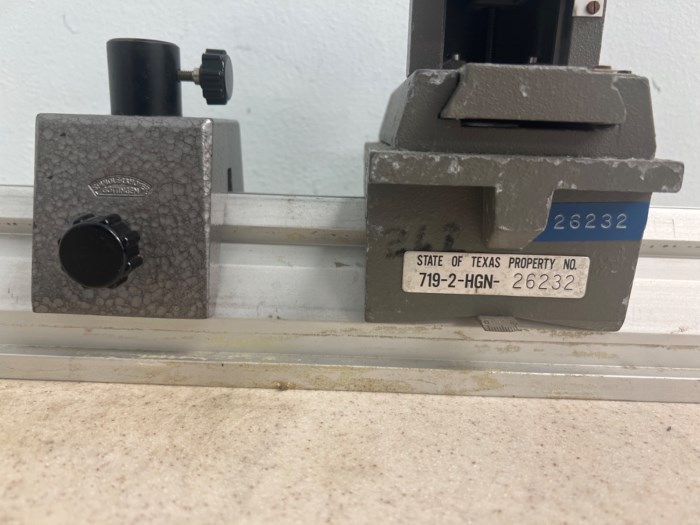 26232
STATE OF TEXAS PROPERTY NO.
719-2-HGN- 26232